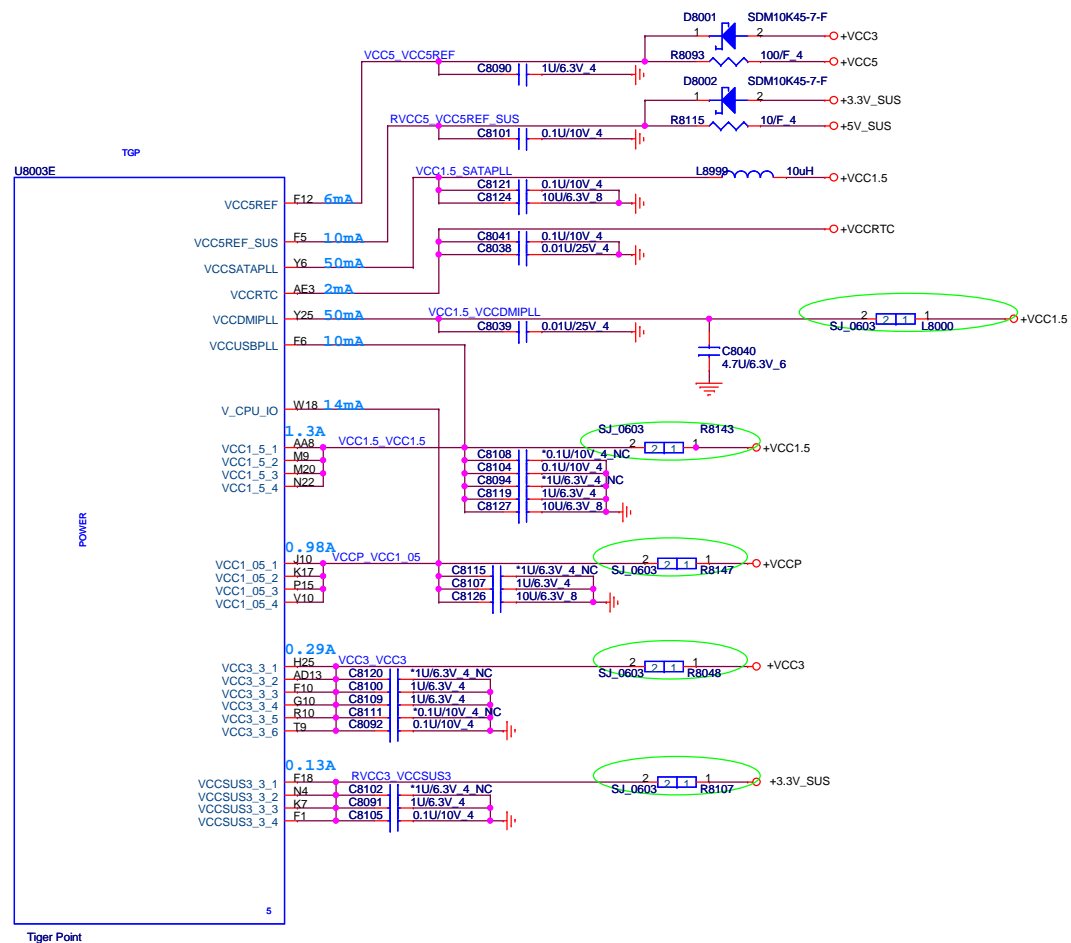 D8001 SDM10K45-7-F
1 2 +VCC3
VCC5_VCC5REF R8093 100/F_4 +VCC5
C8090 1U/6.3V_4
D8002 SDM10K45-7-F
1 2 +3.3V_SUS
RVCC5_VCC5REF_SUS R8115 10/F_4 +5V_SUS
C8101 0.1U/10V_4
TGP
U8003E
VCC1.5_SATAPLL L8999 10uH +VCC1.5
C8121 0.1U/10V_4
C8124 10U/6.3V_8
VCC5REF F12 6mA
+VCCRTC
VCC5REF_SUS F5 10mA
C8041 0.1U/10V_4
C8038 0.01U/25V_4
VCCSATAPLL Y6 50mA
VCCRTC AE3 2mA
VCCDMIPLL Y25 50mA VCC1.5_VCCDMIPLL 2 2 1 1 +VCC1.5
SJ_0603 L8000
C8039 0.01U/25V_4
VCCUSBPLL F6 10mA
C8040
4.7U/6.3V_6
V_CPU_IO W18 14mA
1.3A
SJ_0603 R8143
VCC1_5_1 AA8 VCC1.5_VCC1.5 2 2 1 1 +VCC1.5
VCC1_5_2 M9 C8108 *0.1U/10V_4_NC
VCC1_5_3 M20 C8104 0.1U/10V_4
VCC1_5_4 N22 C8094 *1U/6.3V_4_NC
C8119 1U/6.3V_4
C8127 10U/6.3V_8
POWER
0.98A
VCC1_05_1 J10 VCCP_VCC1_05 2 2 1 1 +VCCP
SJ_0603 R8147
VCC1_05_2 K17 C8115 *1U/6.3V_4_NC
VCC1_05_3 P15 C8107 1U/6.3V_4
VCC1_05_4 V10 C8126 10U/6.3V_8
0.29A
VCC3_3_1 H25 VCC3_VCC3 2 2 1 1 +VCC3
SJ_0603 R8048
VCC3_3_2 AD13 C8120 *1U/6.3V_4_NC
VCC3_3_3 F10 C8100 1U/6.3V_4
VCC3_3_4 G10 C8109 1U/6.3V_4
VCC3_3_5 R10 C8111 *0.1U/10V_4_NC
VCC3_3_6 T9 C8092 0.1U/10V_4
0.13A
VCCSUS3_3_1 F18 RVCC3_VCCSUS3 2 2 1 1 +3.3V_SUS
SJ_0603 R8107
VCCSUS3_3_2 N4 C8102 *1U/6.3V_4_NC
VCCSUS3_3_3 K7 C8091 1U/6.3V_4
VCCSUS3_3_4 F1 C8105 0.1U/10V_4
5
Tiger Point